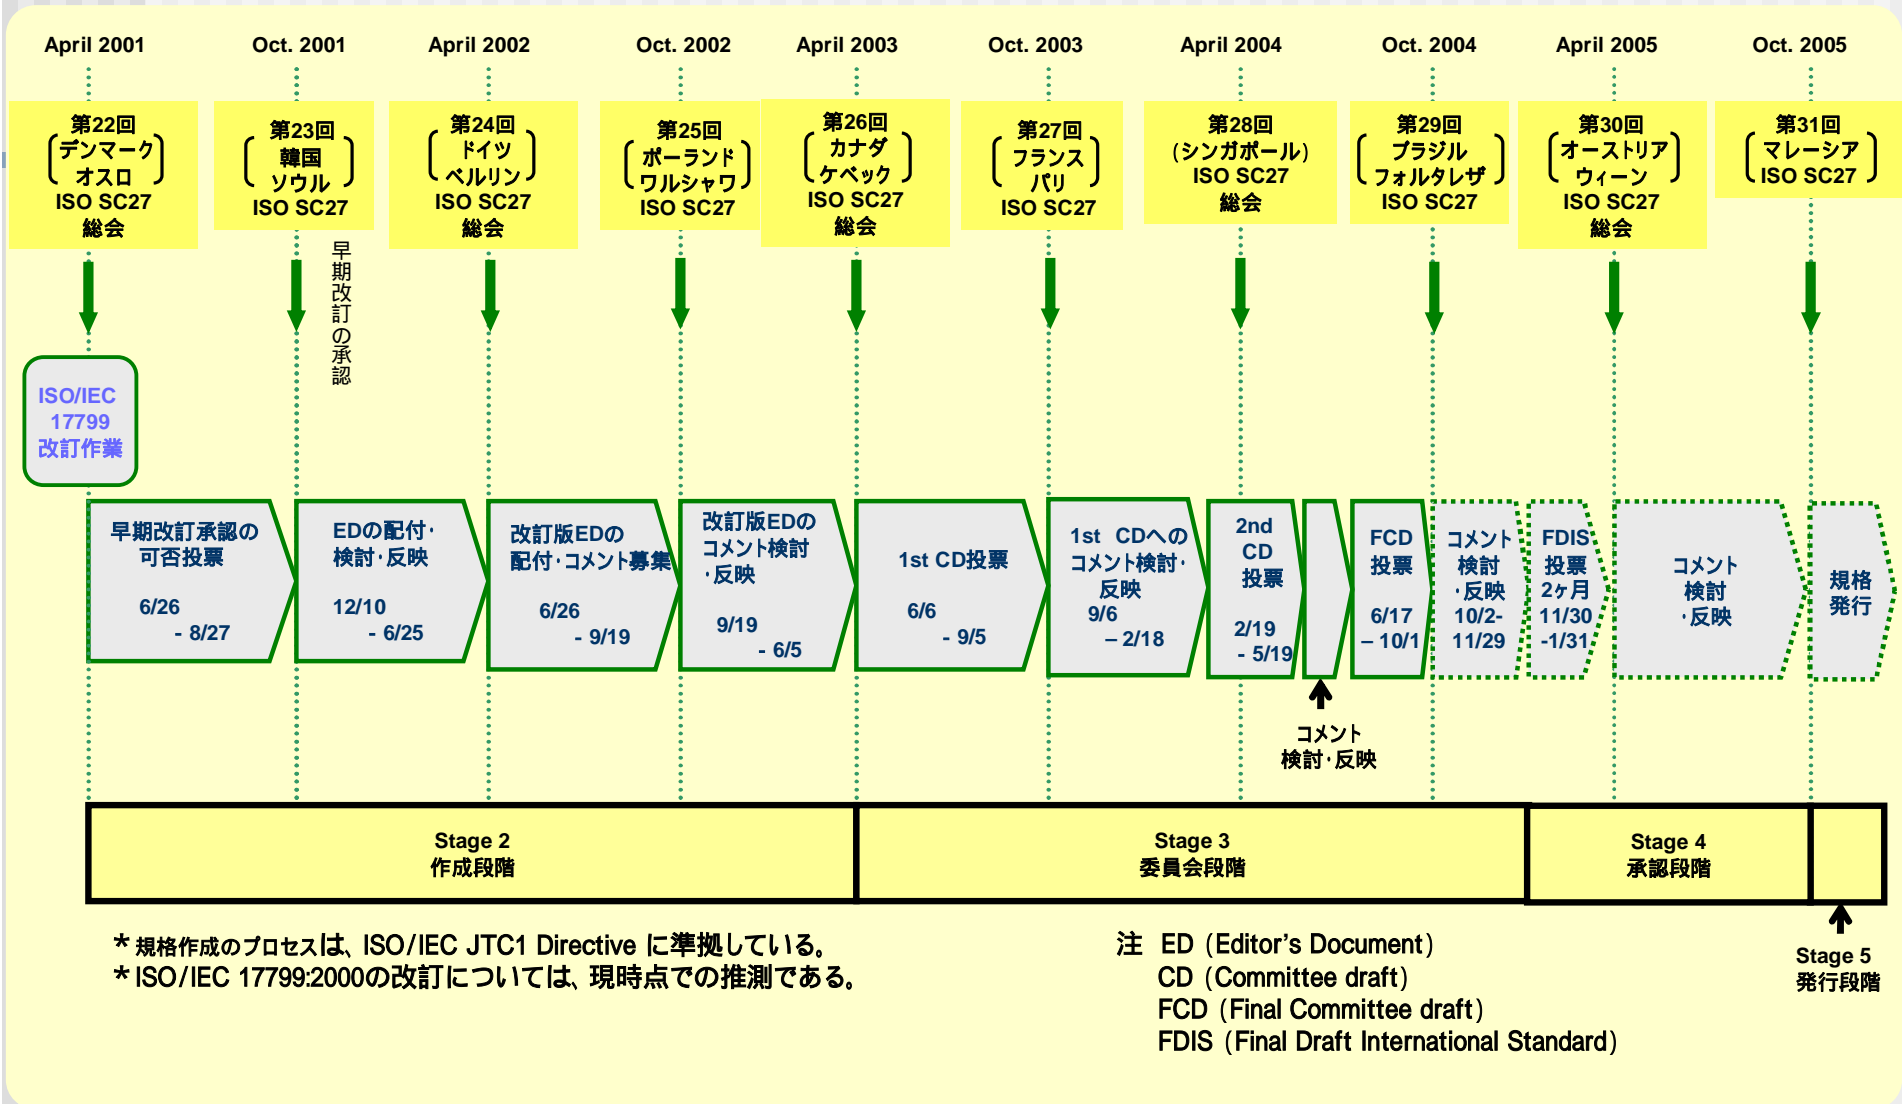 April 2001
Oct. 2001
April 2002
Oct. 2002
April 2003
Oct. 2003
April 2004
Oct. 2004
April 2005
Oct. 2005
第22回
デンマーク
オスロ
ISO SC27
総会
第23回
韓国
ソウル
ISO SC27
第24回
ドイツ
ベルリン
ISO SC27
総会
第25回
ポーランド
ワルシャワ
ISO SC27
第26回
カナダ
ケベック
ISO SC27
総会
第27回
フランス
パリ
ISO SC27
第28回
(シンガポール)
ISO SC27
総会
第29回
ブラジル
フォルタレザ
ISO SC27
第30回
オーストリア
ウィーン
ISO SC27
総会
第31回
マレーシア
ISO SC27
早期改訂の承認
ISO/IEC
17799
改訂作業
早期改訂承認の
可否投票
6/26
- 8/27
EDの配付・
検討・反映
12/10
- 6/25
改訂版EDの
配付・コメント募集
6/26
- 9/19
改訂版EDの
コメント検討
・反映
9/19
- 6/5
1st CD投票
6/6
- 9/5
1st CDへの
コメント検討・
反映
9/6
– 2/18
2nd
CD
投票
2/19
- 5/19
コメント
検討・反映
FCD
投票
6/17
– 10/1
コメント
検討
・反映
10/2-
11/29
FDIS
投票
2ヶ月
11/30
-1/31
コメント
検討
・反映
規格
発行
Stage 2
作成段階
Stage 3
委員会段階
Stage 4
承認段階
Stage 5
発行段階
*規格作成のプロセスは、ISO/IEC JTC1 Directive に準拠している。
*ISO/IEC 17799:2000の改訂については、現時点での推測である。
注 ED (Editor's Document)
CD (Committee draft)
FCD (Final Committee draft)
FDIS (Final Draft International Standard)